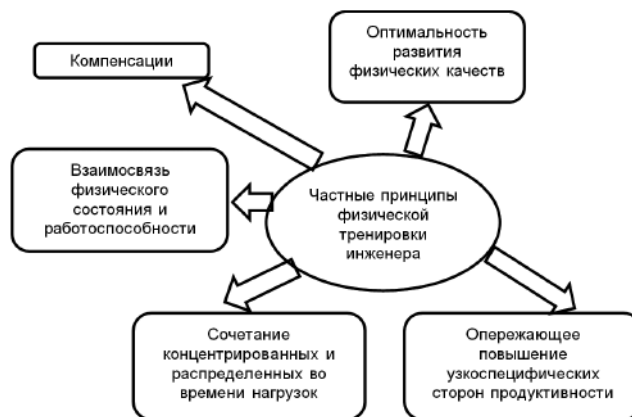 Оптимальность
развития
физических качеств
Компенсации
Взаимосвязь
физического
состояния и
работоспособности
Частные принципы
физической
тренировки
инженера
Сочетание
концентрированных и
распределенных во
времени нагрузок
Опережающее
повышение
узкоспецифических
сторон продуктивности